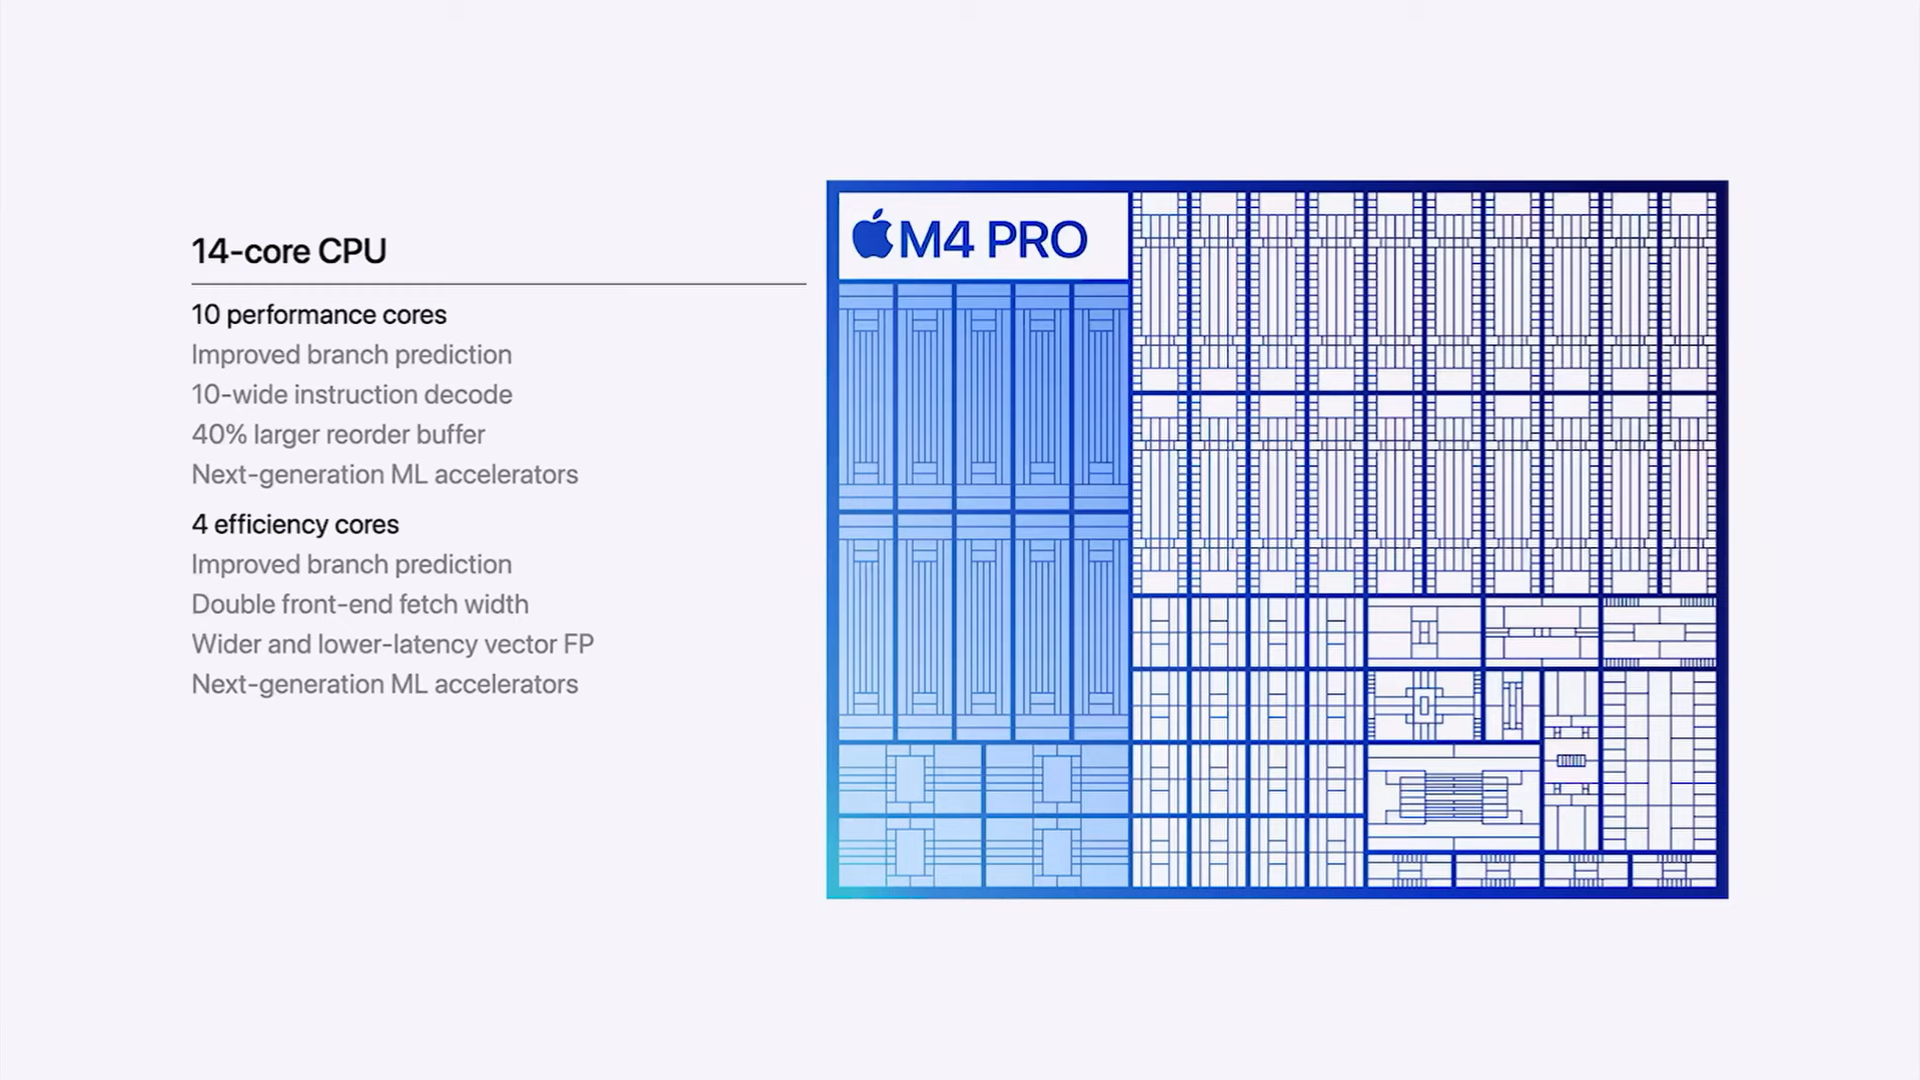 14-core CPU
10 performance cores
Improved branch prediction
10-wide instruction decode
40% larger reorder buffer
Next-generation ML accelerators
4 efficiency cores
Improved branch prediction
Double front-end fetch width
Wider and lower-latency vector FP
Next-generation ML accelerators
M4 PRO